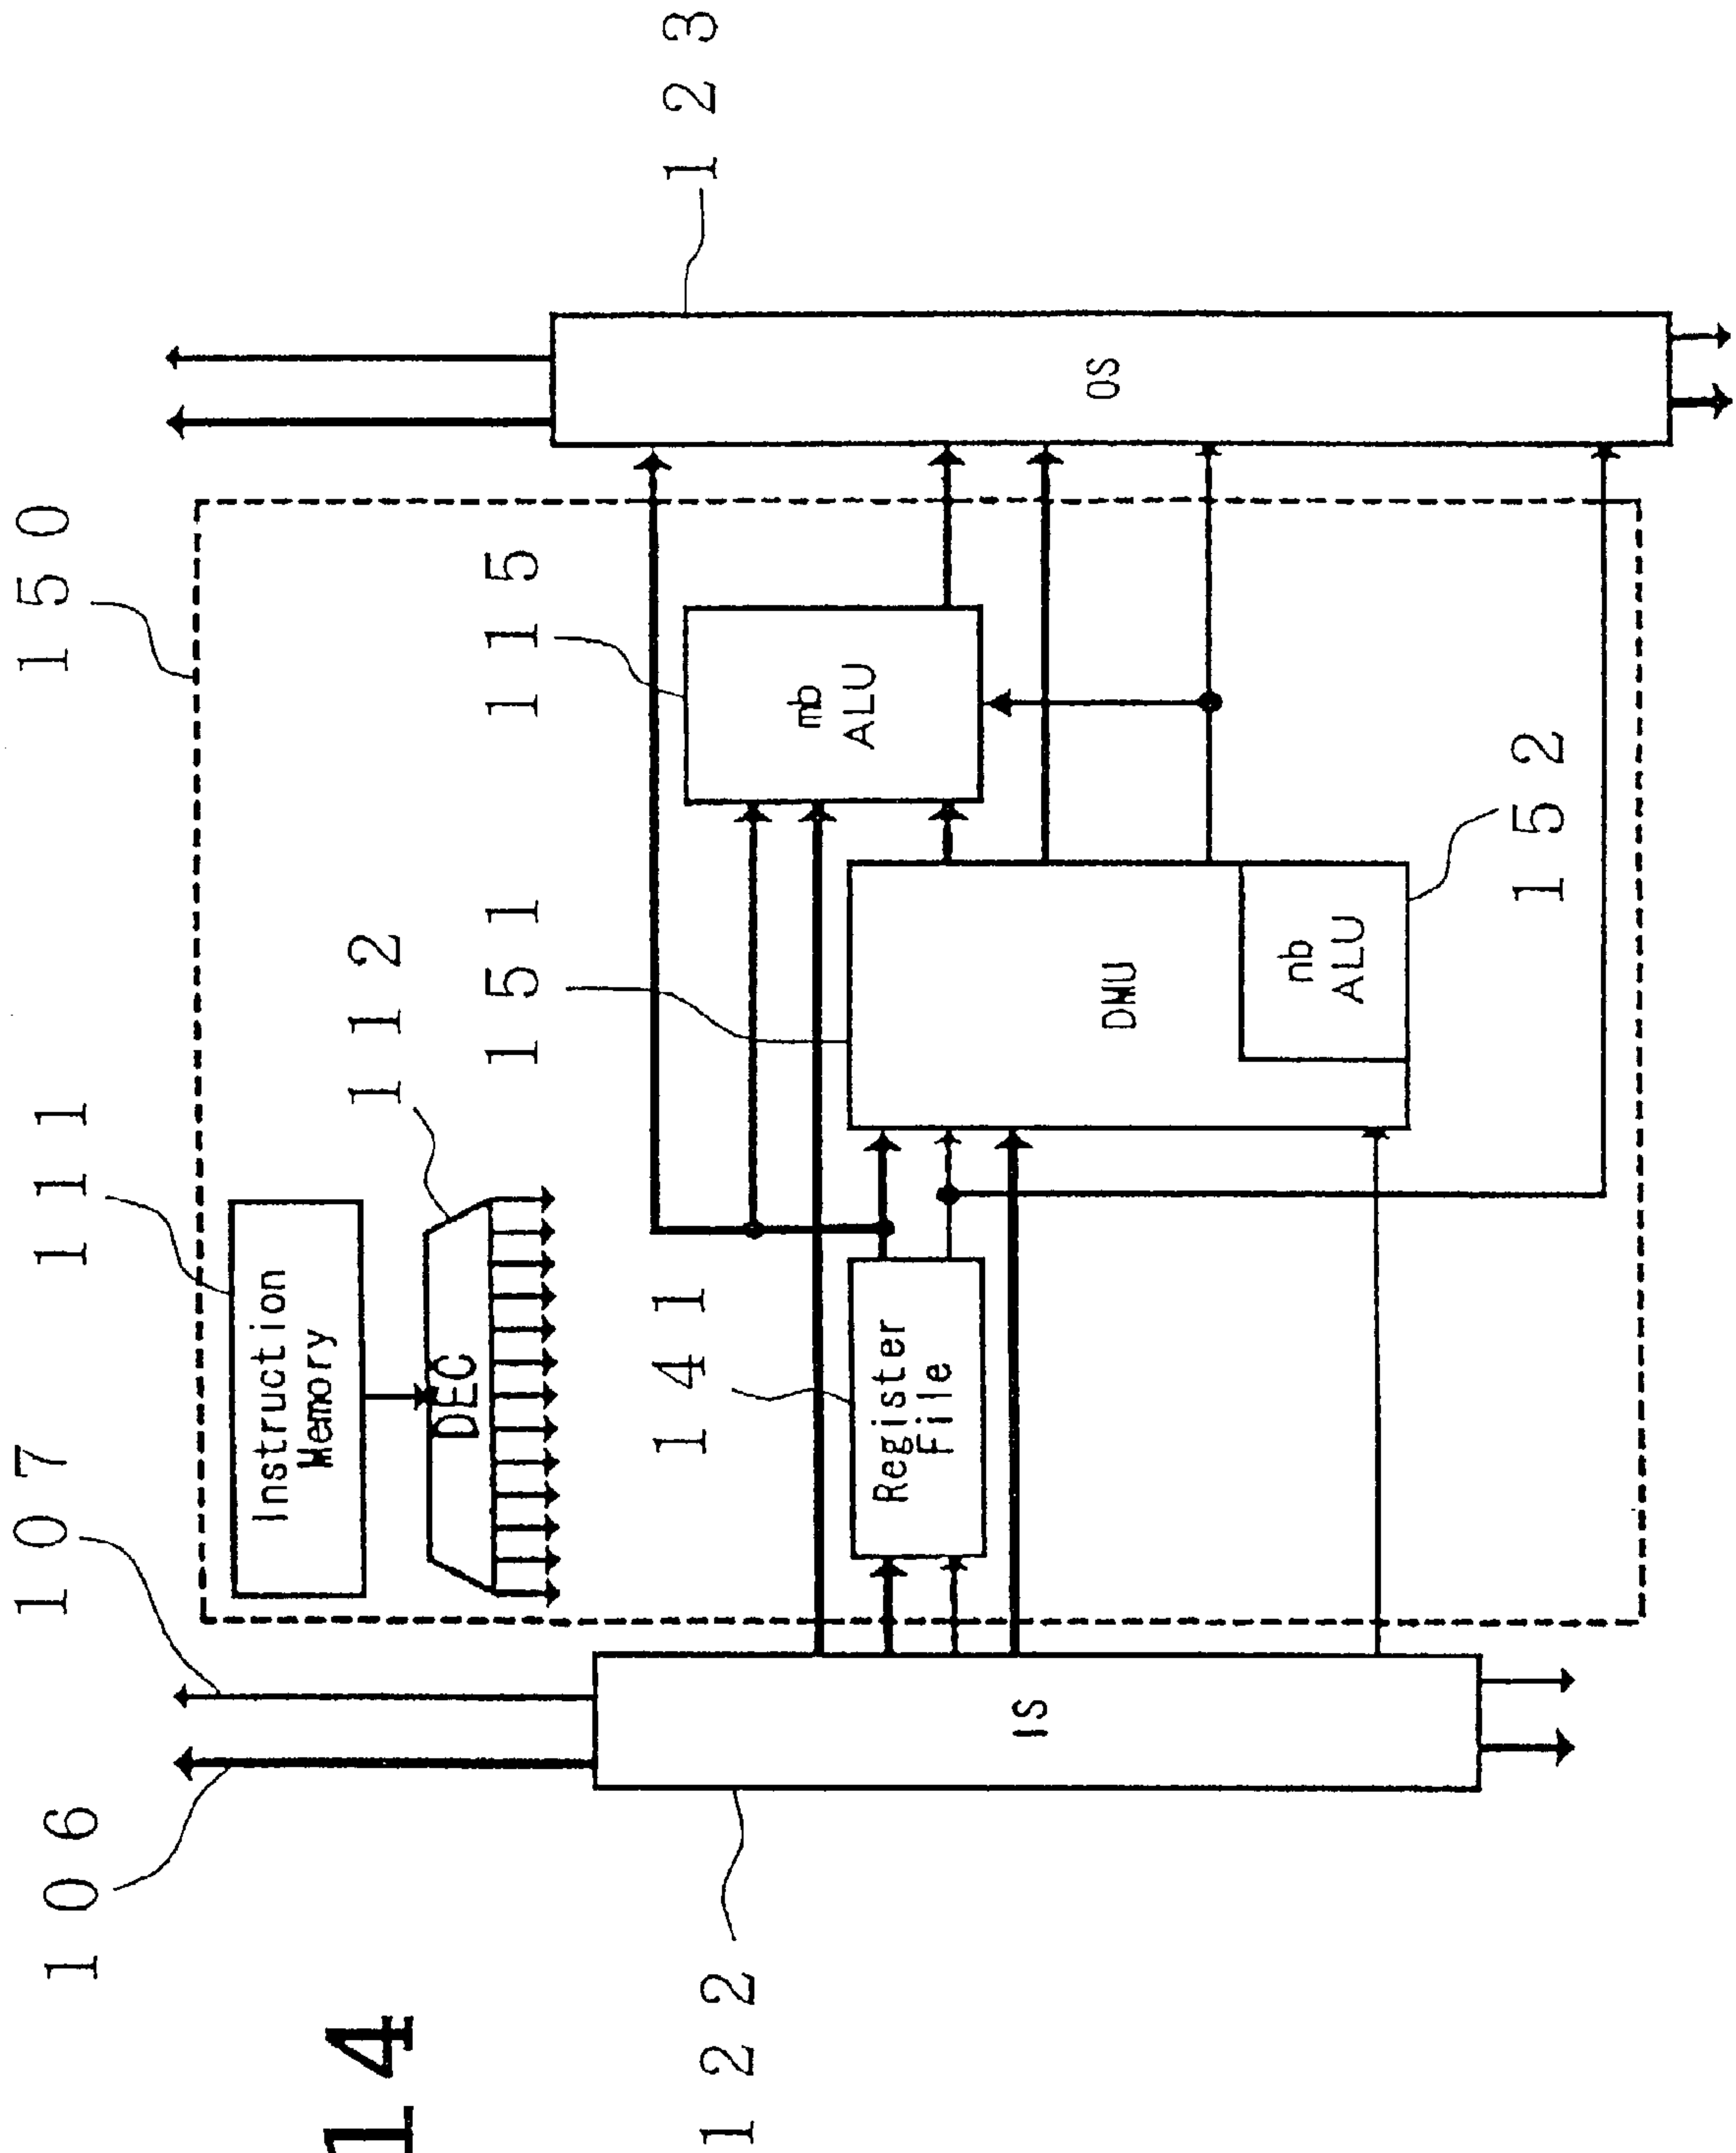 14
106
107
111
112
150
151
115
123
141
122
152
Instruction
Memory
DEC
Register
File
mb
ALU
DMU
nb
ALU
IS
OS